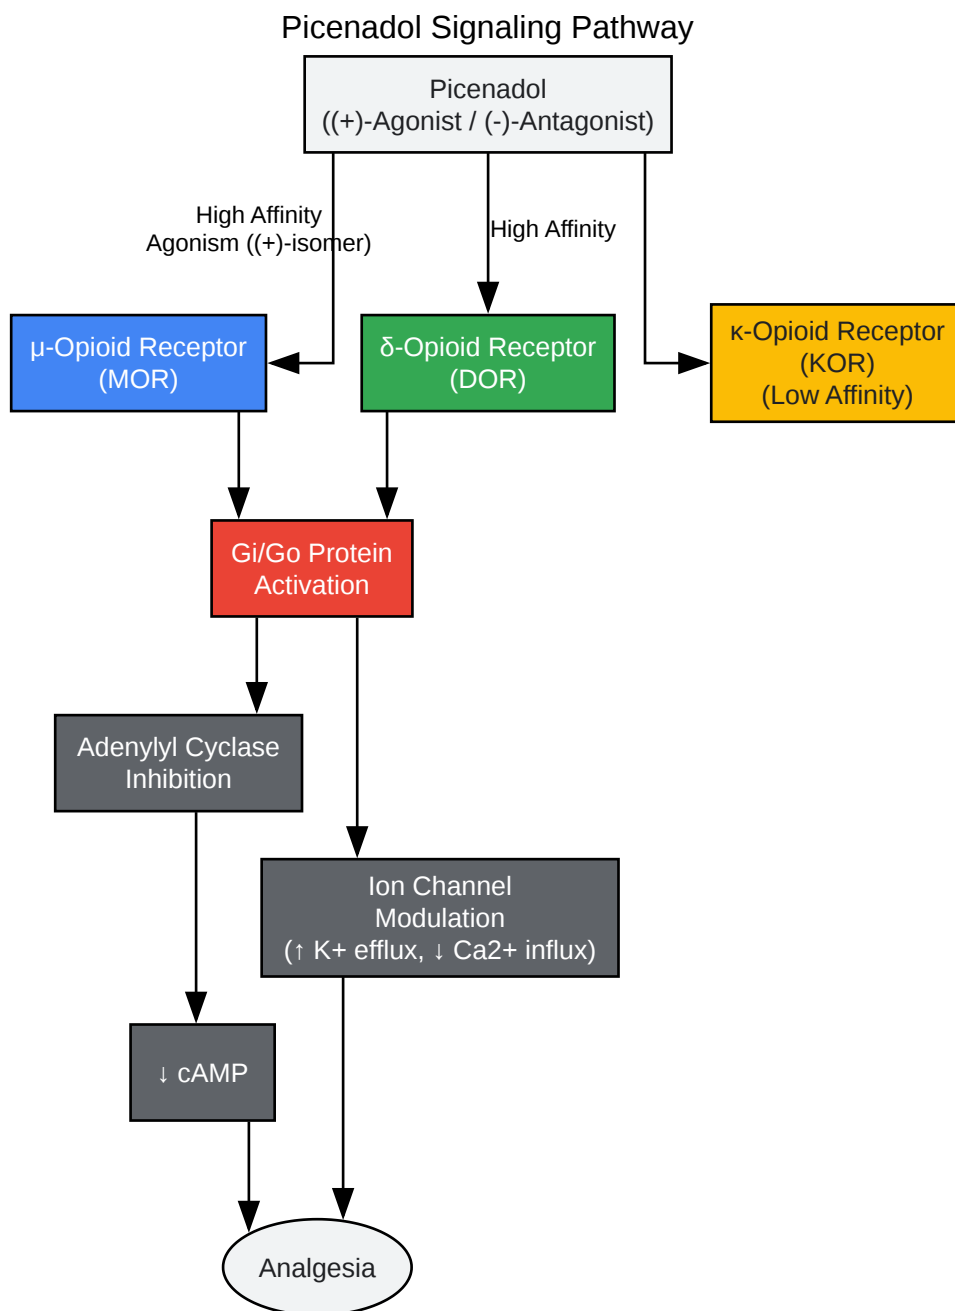 Picenadol Signaling Pathway
Picenadol
((+)-Agonist / (-)-Antagonist)
High Affinity
Agonism ((+)-isomer)
High Affinity
μ-Opioid Receptor
(MOR)
δ-Opioid Receptor
(DOR)
κ-Opioid Receptor
(KOR)
(Low Affinity)
Gi/Go Protein
Activation
Adenylyl Cyclase
Inhibition
Ion Channel
Modulation
(↑ K+ efflux, ↓ Ca2+ influx)
↓ cAMP
Analgesia